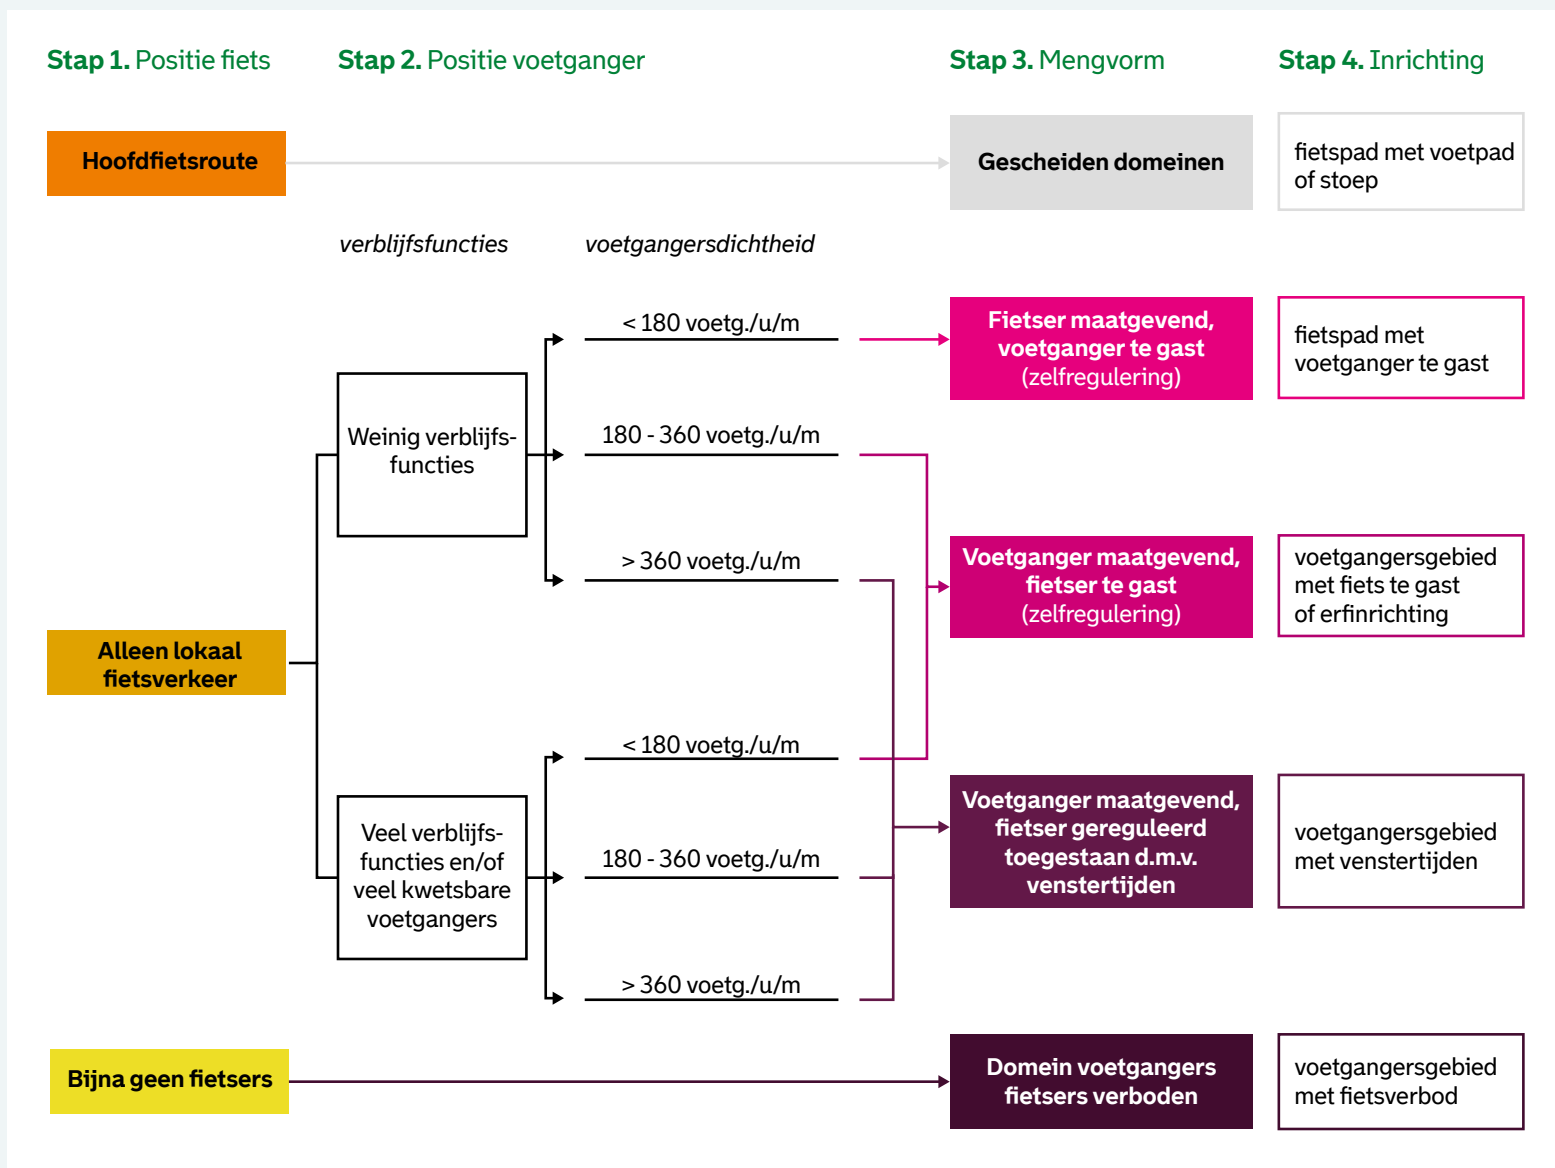 Stap 1. Positie fiets
Stap 2. Positie voetganger
Stap 3. Mengvorm
Stap 4. Inrichting
Hoofdfietsroute
Gescheiden domeinen
fietspad met voetpad
of stoep
verblijfsfuncties
voetgangersdichtheid
Weinig verblijfs-
functies
< 180 voetg./u/m
180 - 360 voetg./u/m
> 360 voetg./u/m
Fietser maatgevend,
voetganger te gast
(zelfregulering)
fietspad met
voetganger te gast
Voetganger maatgevend,
fietser te gast
(zelfregulering)
voetgangersgebied
met fiets te gast
of erfinrichting
Alleen lokaal
fietsverkeer
Veel verblijfs-
functies en/of
veel kwetsbare
voetgangers
< 180 voetg./u/m
180 - 360 voetg./u/m
> 360 voetg./u/m
Voetganger maatgevend,
fietser gereguleerd
toegestaan d.m.v.
venstertijden
voetgangersgebied
met venstertijden
Bijna geen fietsers
Domein voetgangers
fietsers verboden
voetgangersgebied
met fietsverbod